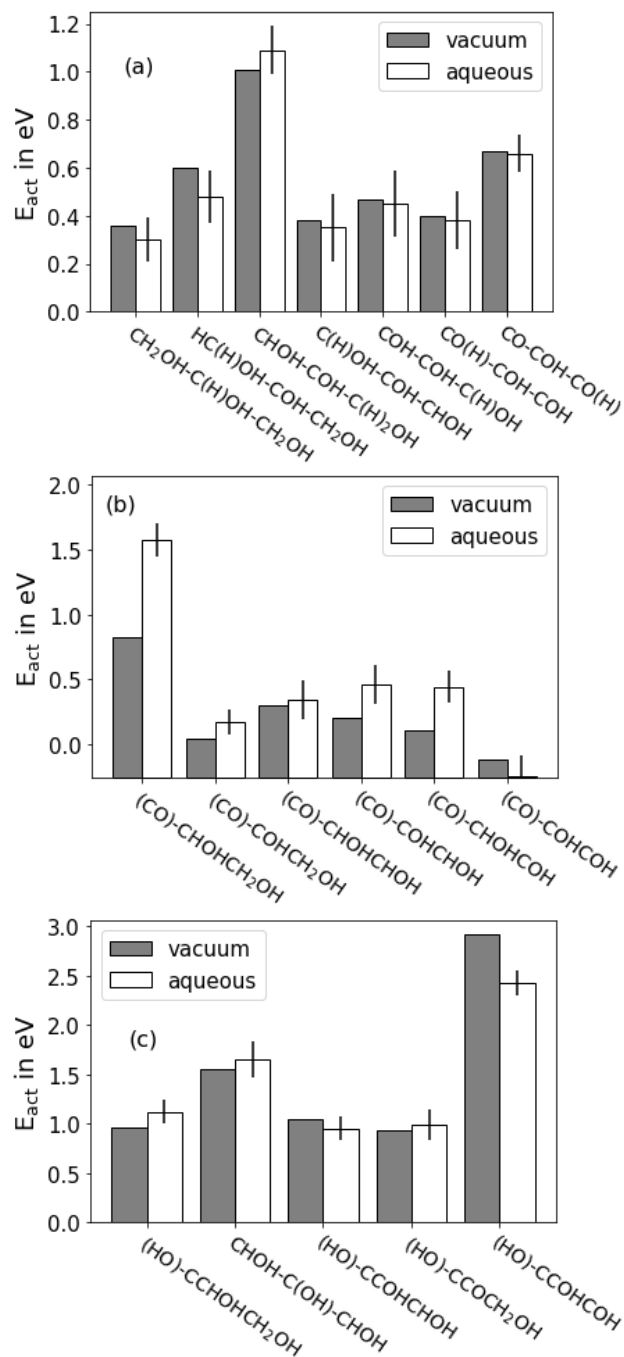 (a)
vacuum
aqueous
E_act in eV
1.2
1.0
0.8
0.6
0.4
0.2
0.0
CH₂OH-C(H)OH-CH₂OH
HC(H)OH-COH-CH₂OH
CHOH-COH-C(H)₂OH
C(H)OH-COH-CHOH
COH-COH-C(H)OH
CO(H)-COH-COH
CO-COH-CO(H)
(b)
vacuum
aqueous
E_act in eV
2.0
1.5
1.0
0.5
0.0
(CO)-CHOHCH₂OH
(CO)-COHCH₂OH
(CO)-CHOHCHOH
(CO)-COHCHOH
(CO)-CHOHCOH
(CO)-COHCOH
vacuum
aqueous
(c)
E_act in eV
3.0
2.5
2.0
1.5
1.0
0.5
0.0
(HO)-CCHOHCH₂OH
CHOH-C(OH)-CHOH
(HO)-CCOHCHOH
(HO)-CCOCH₂OH
(HO)-CCOHCOH